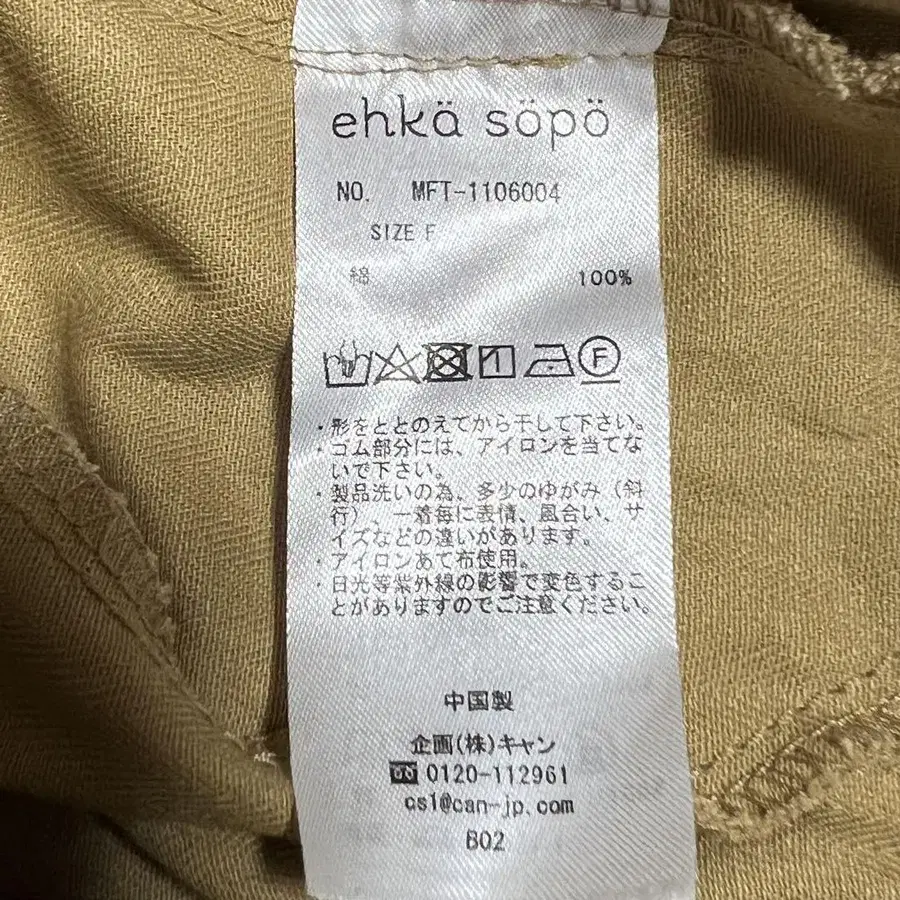 ehkä söpö
NO. MFT-1106004
SIZE F
綿 100%
F
・形をととのえてから干して下さい。
・ゴム部分には、アイロンを当てな
いで下さい。
・製品洗いの為、多少のゆがみ(斜
行)、一着毎に表情、風合い、サ
イズなどの違いがあります。
・アイロンあて布使用。
・日光等紫外線の影響で変色するこ
とがありますのでご注意ください。
中国製
企画(株)キャン
0120-112961
cs1@can-jp.com
B02